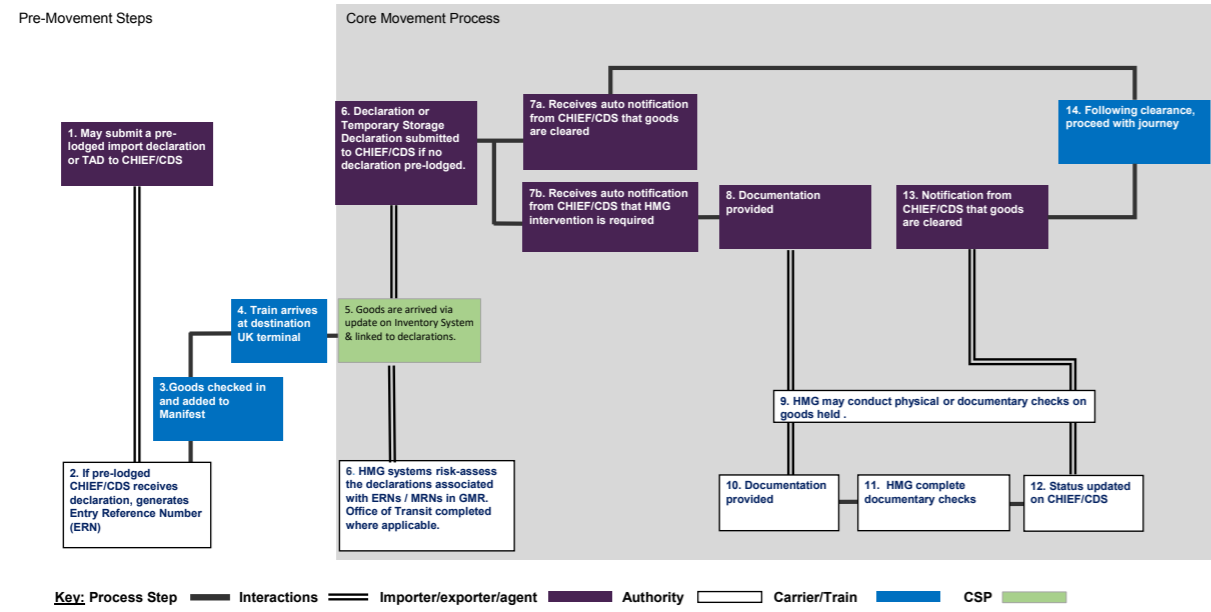 Pre-Movement Steps
Core Movement Process
1. May submit a pre-
lodged import declaration
or TAD to CHIEF/CDS
2. If pre-lodged
CHIEF/CDS receives
declaration, generates
Entry Reference Number
(ERN)
3.Goods checked in
and added to
Manifest
4. Train arrives
at destination
UK terminal
5. Goods are arrived via
update on Inventory System
& linked to declarations.
6. Declaration or
Temporary Storage
Declaration submitted
to CHIEF/CDS if no
declaration pre-lodged.
6. HMG systems risk-assess
the declarations associated
with ERNs / MRNs in GMR.
Office of Transit completed
where applicable.
7a. Receives auto notification
from CHIEF/CDS that goods
are cleared
7b. Receives auto notification
from CHIEF/CDS that HMG
intervention is required
8. Documentation
provided
9. HMG may conduct physical or documentary checks on
goods held .
10. Documentation
provided
11. HMG complete
documentary checks
12. Status updated
on CHIEF/CDS
13. Notification from
CHIEF/CDS that goods
are cleared
14. Following clearance,
proceed with journey
Key: Process Step Interactions Importer/exporter/agent Authority Carrier/Train CSP